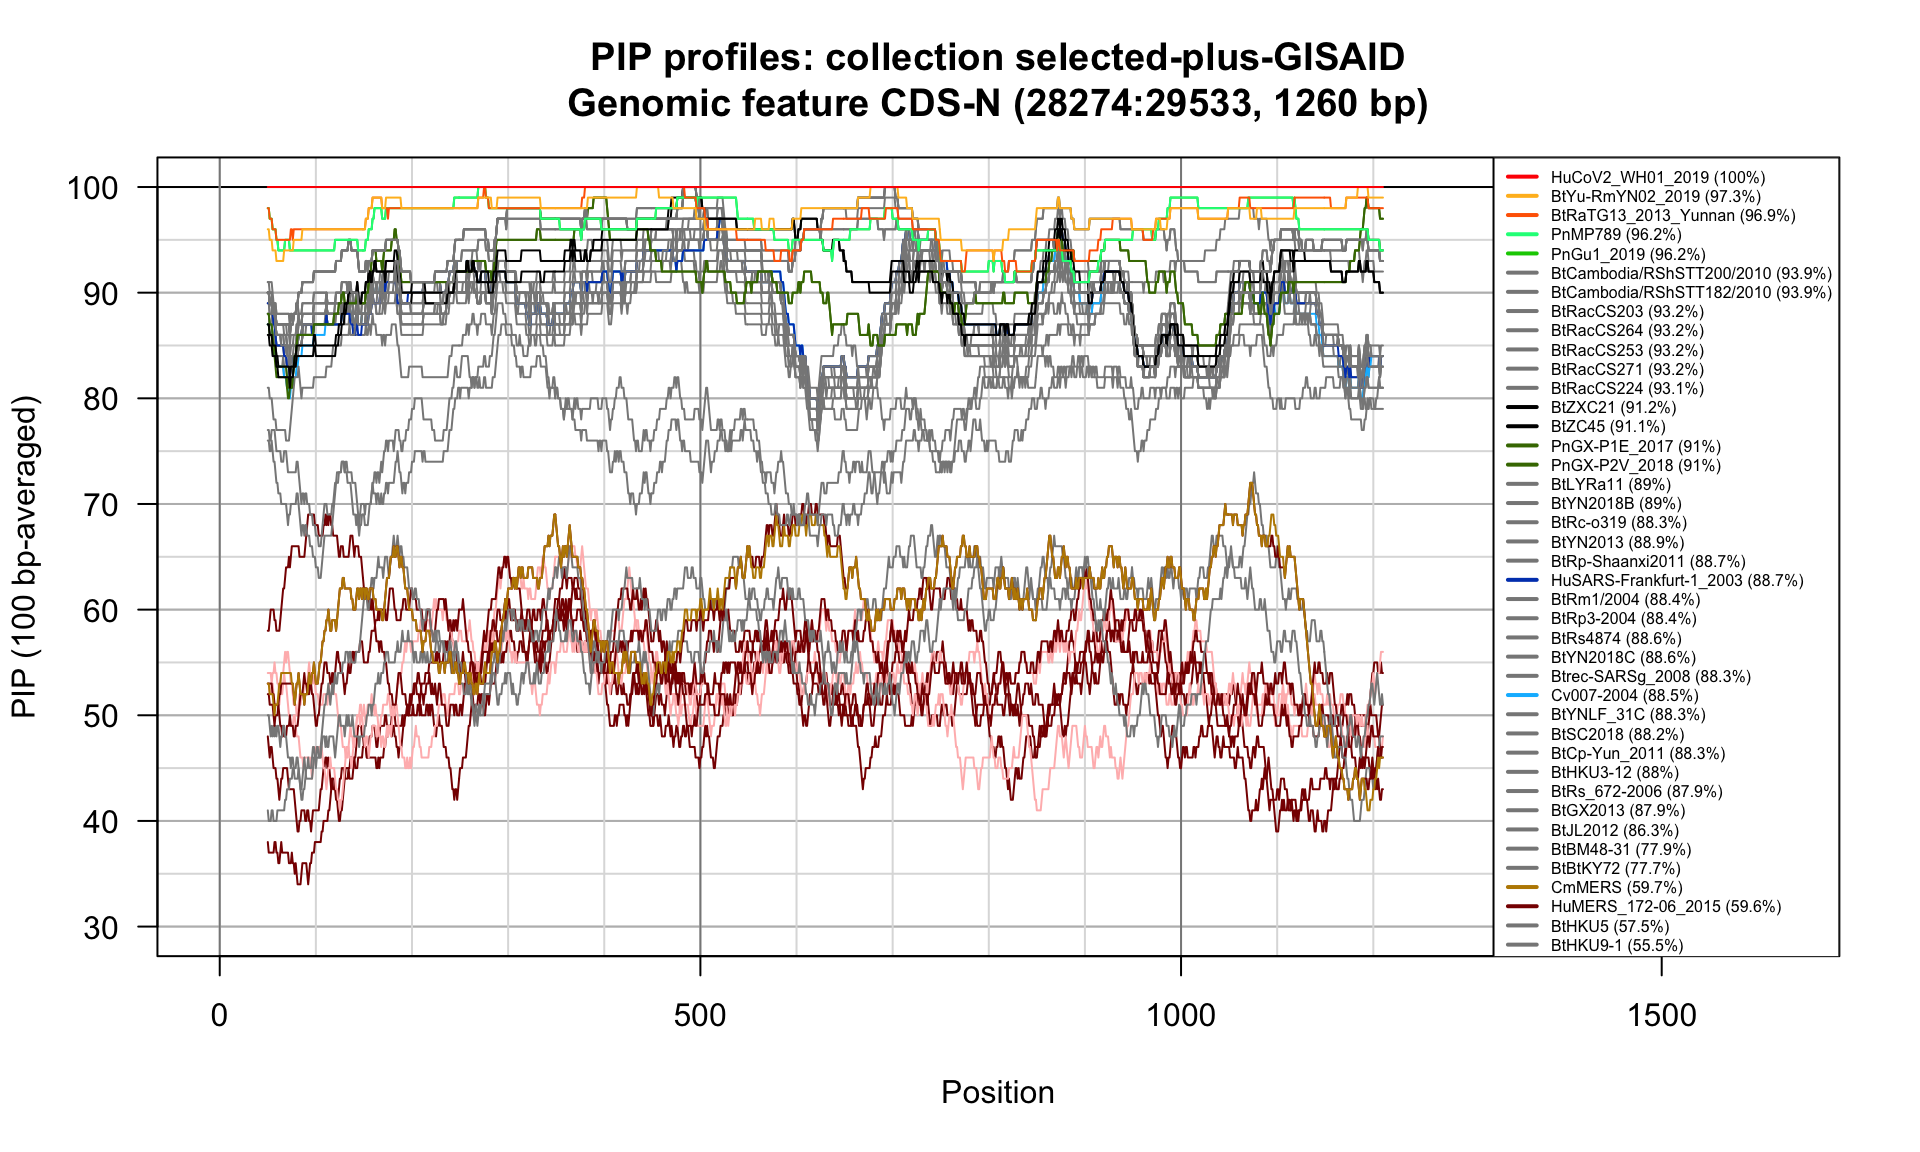 PIP profiles: collection selected-plus-GISAID
Genomic feature CDS-N (28274:29533, 1260 bp)
PIP (100 bp-averaged)
100
90
80
70
60
50
40
30
0
500
1000
1500
Position
HuCoV2_WH01_2019 (100%)
BtYu-RmYN02_2019 (97.3%)
BtRaTG13_2013_Yunnan (96.9%)
PnMP789 (96.2%)
PnGu1_2019 (96.2%)
BtCambodia/RShSTT200/2010 (93.9%)
BtCambodia/RShSTT182/2010 (93.9%)
BtRacCS203 (93.2%)
BtRacCS264 (93.2%)
BtRacCS253 (93.2%)
BtRacCS271 (93.2%)
BtRacCS224 (93.1%)
BtZXC21 (91.2%)
BtZC45 (91.1%)
PnGX-P1E_2017 (91%)
PnGX-P2V_2018 (91%)
BtLYRa11 (89%)
BtYN2018B (89%)
BtRc-o319 (88.3%)
BtYN2013 (88.9%)
BtRp-Shaanxi2011 (88.7%)
HuSARS-Frankfurt-1_2003 (88.7%)
BtRm1/2004 (88.4%)
BtRp3-2004 (88.4%)
BtRs4874 (88.6%)
BtYN2018C (88.6%)
Btrec-SARSg_2008 (88.3%)
Cv007-2004 (88.5%)
BtYNLF_31C (88.3%)
BtSC2018 (88.2%)
BtCp-Yun_2011 (88.3%)
BtHKU3-12 (88%)
BtRs_672-2006 (87.9%)
BtGX2013 (87.9%)
BtJL2012 (86.3%)
BtBM48-31 (77.9%)
BtBtKY72 (77.7%)
CmMERS (59.7%)
HuMERS_172-06_2015 (59.6%)
BtHKU5 (57.5%)
BtHKU9-1 (55.5%)